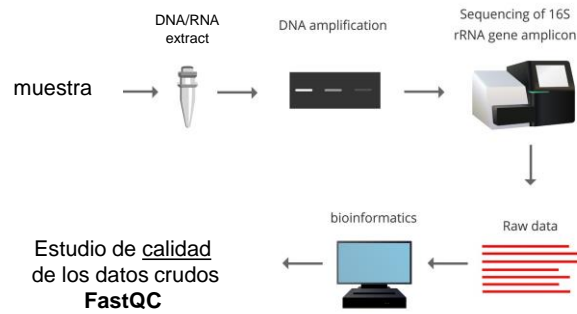 muestra
DNA/RNA
extract
DNA amplification
Sequencing of 16S
rRNA gene amplicon
Raw data
bioinformatics
Estudio de calidad
de los datos crudos
FastQC